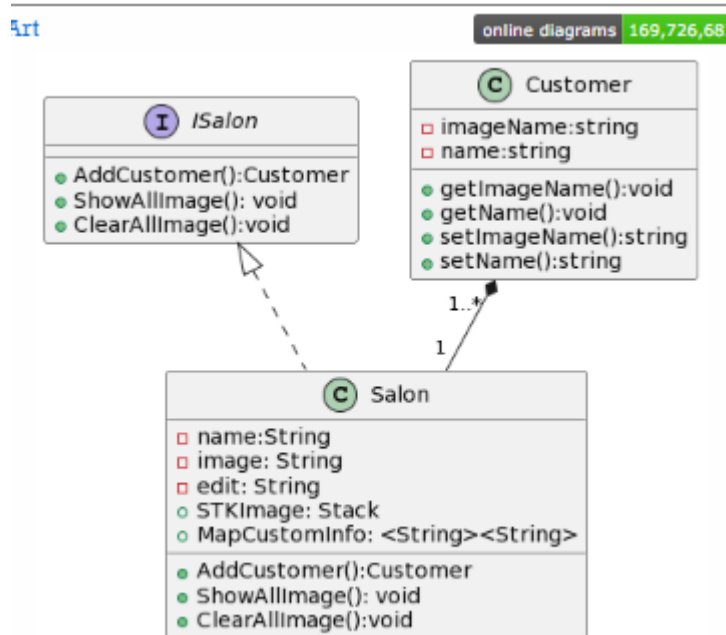 Art
online diagrams 169,726,68
I ISalon
AddCustomer():Customer
ShowAllImage(): void
ClearAllImage():void
C Customer
imageName:string
name:string
getImageName():void
getName():void
setImageName():string
setName():string
1..*
1
C Salon
name:String
image: String
edit: String
STKImage: Stack
MapCustomInfo: <String><String>
AddCustomer():Customer
ShowAllImage(): void
ClearAllImage():void